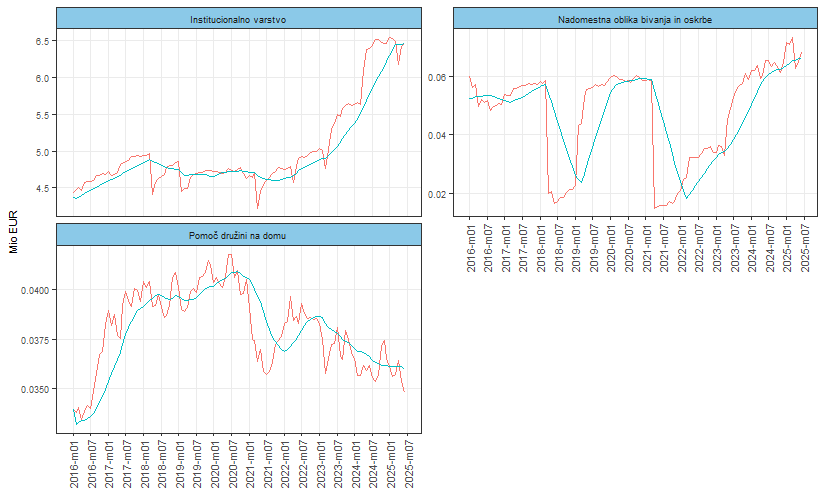 Institucionalno varstvo
Nadomestna oblika bivanja in oskrbe
6.5
6.0
5.5
5.0
4.5
0.06
0.04
0.02
2016-m01
2016-m07
2017-m01
2017-m07
2018-m01
2018-m07
2019-m01
2019-m07
2020-m01
2020-m07
2021-m01
2021-m07
2022-m01
2022-m07
2023-m01
2023-m07
2024-m01
2024-m07
2025-m01
2025-m07
Mio EUR
Pomoč družini na domu
0.0400
0.0375
0.0350
2016-m01
2016-m07
2017-m01
2017-m07
2018-m01
2018-m07
2019-m01
2019-m07
2020-m01
2020-m07
2021-m01
2021-m07
2022-m01
2022-m07
2023-m01
2023-m07
2024-m01
2024-m07
2025-m01
2025-m07